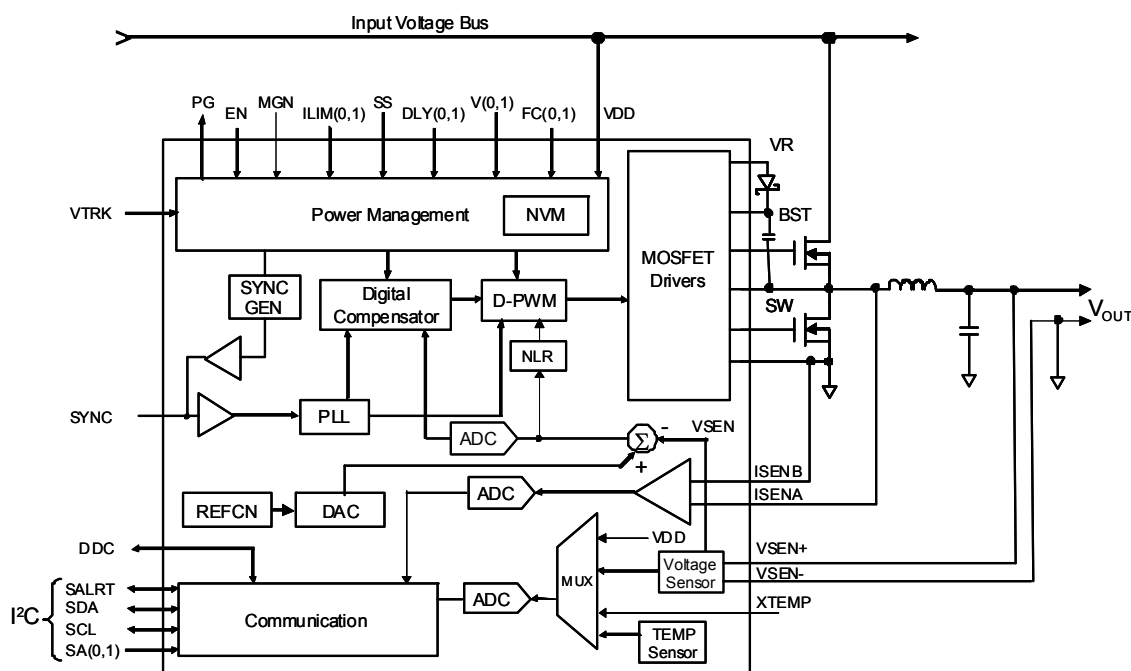 Input Voltage Bus
PG
EN
MGN
ILIM(0,1)
SS
DLY(0,1)
V(0,1)
FC(0,1)
VDD
VR
VTRK
Power Management
NVM
BST
MOSFET
Drivers
SYNC
GEN
Digital
Compensator
D-PWM
SW
VOUT
NLR
SYNC
PLL
ADC
Σ
-
+
VSEN
ISENB
ISENA
REFCN
DAC
ADC
DDC
VDD
MUX
Voltage
Sensor
VSEN+
VSEN-
I²C
SALRT
SDA
SCL
SA(0,1)
Communication
ADC
XTEMP
TEMP
Sensor